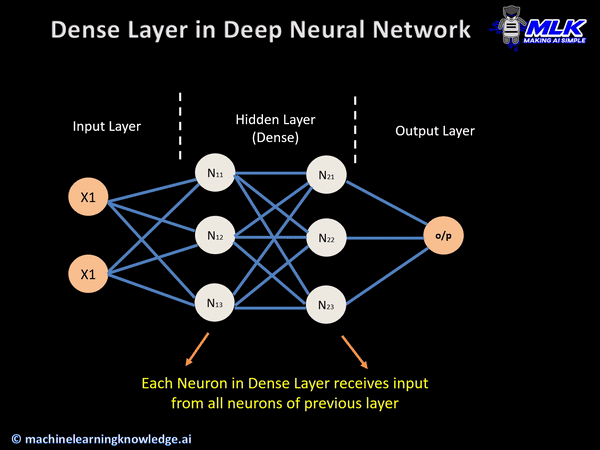 Dense Layer in Deep Neural Network
MLK
MAKING AI SIMPLE
Input Layer
Hidden Layer
(Dense)
Output Layer
X1
X1
N11
N12
N13
N21
N22
N23
o/p
Each Neuron in Dense Layer receives input
from all neurons of previous layer
© machinelearningknowledge.ai